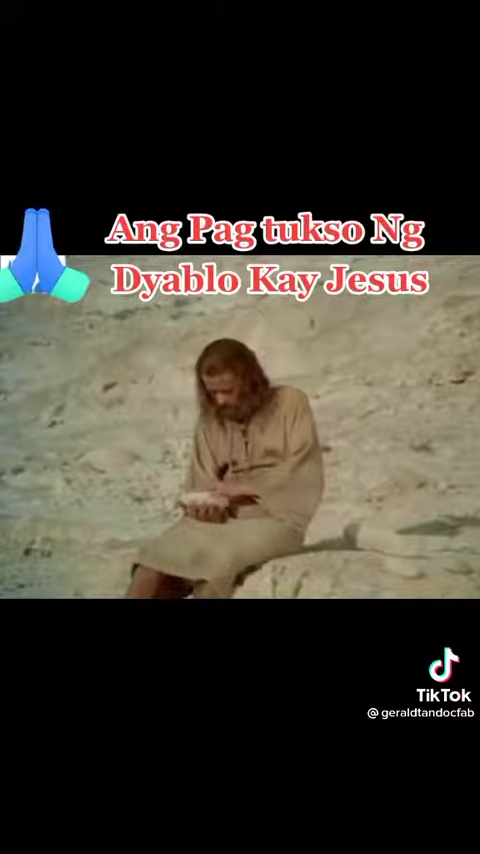 Ang Pag tukso Ng
Dyablo Kay Jesus
TikTok
@geraldtandocfab